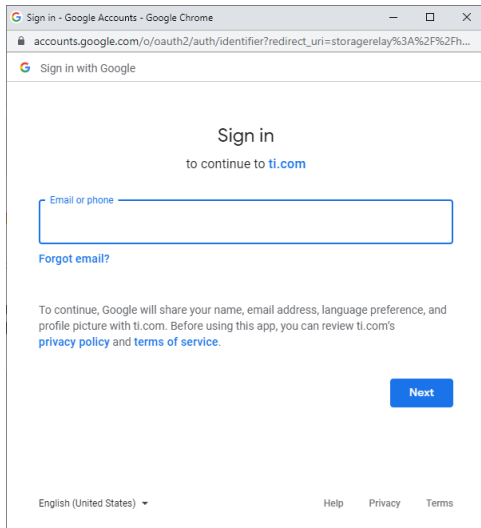 Sign in - Google Accounts - Google Chrome
accounts.google.com/o/oauth2/auth/identifier?redirect_uri=storagerelay%3A%2F%2Fh...
Sign in with Google
Sign in
to continue to ti.com
Email or phone
Forgot email?
To continue, Google will share your name, email address, language preference, and
profile picture with ti.com. Before using this app, you can review ti.com's
privacy policy and terms of service.
Next
English (United States) Help Privacy Terms